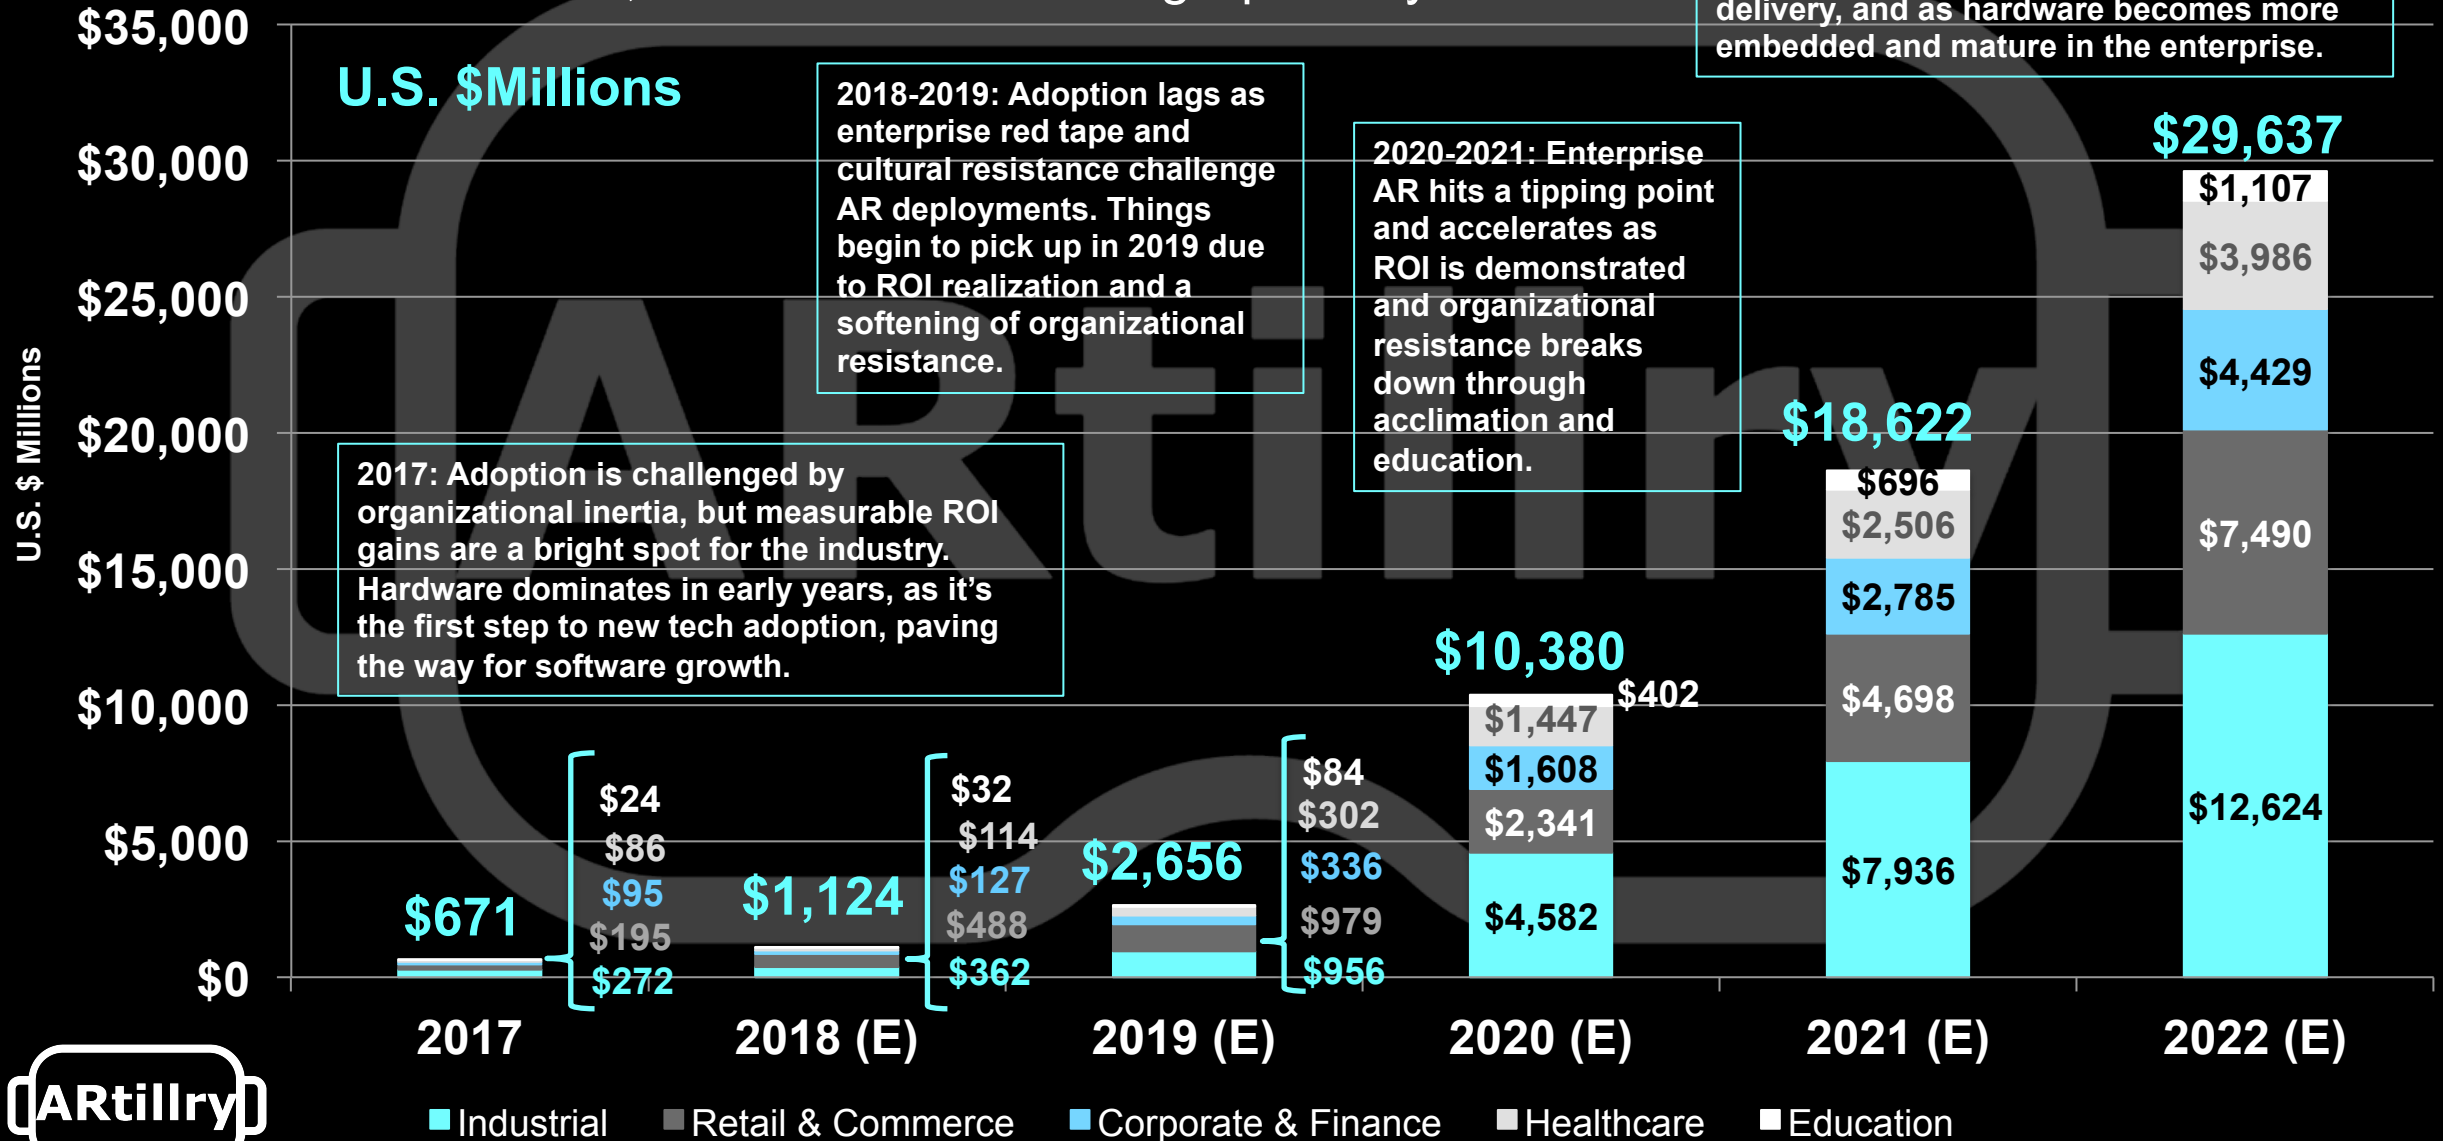 delivery, and as hardware becomes more
embedded and mature in the enterprise.
U.S. $Millions
2018-2019: Adoption lags as
enterprise red tape and
cultural resistance challenge
AR deployments. Things
begin to pick up in 2019 due
to ROI realization and a
softening of organizational
resistance.
2020-2021: Enterprise
AR hits a tipping point
and accelerates as
ROI is demonstrated
and organizational
resistance breaks
down through
acclimation and
education.
2017: Adoption is challenged by
organizational inertia, but measurable ROI
gains are a bright spot for the industry.
Hardware dominates in early years, as it's
the first step to new tech adoption, paving
the way for software growth.
U.S. $ Millions
$35,000
$30,000
$25,000
$20,000
$15,000
$10,000
$5,000
$0
$671
$24
$86
$95
$195
$272
$1,124
$32
$114
$127
$488
$362
$2,656
$84
$302
$336
$979
$956
$10,380
$402
$1,447
$1,608
$2,341
$4,582
$18,622
$696
$2,506
$2,785
$4,698
$7,936
$29,637
$1,107
$3,986
$4,429
$7,490
$12,624
2017 2018 (E) 2019 (E) 2020 (E) 2021 (E) 2022 (E)
Industrial Retail & Commerce Corporate & Finance Healthcare Education
ARtillry
ARtillry